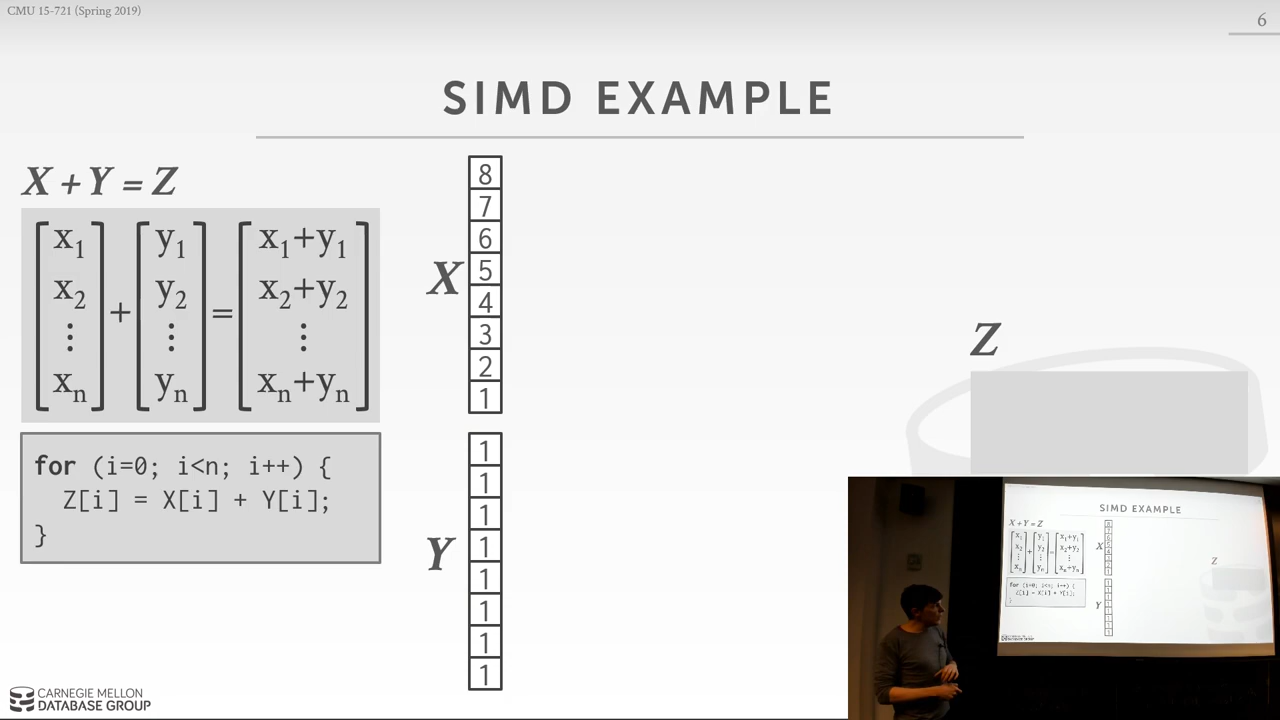 CMU 15-721 (Spring 2019)
6
SIMD EXAMPLE
X + Y = Z
x1 + y1 = x1+y1
x2 y2 x2+y2
⋮ ⋮ ⋮
xn yn xn+yn
for (i=0; i<n; i++) {
Z[i] = X[i] + Y[i];
}
X
8
7
6
5
4
3
2
1
Y
1
1
1
1
1
1
1
1
Z
CARNEGIE MELLON
DATABASE GROUP
SIMD EXAMPLE
X + Y = Z
for (i=0; i<n; i++) {
Z[i] = X[i] + Y[i];
}
X
Y
Z